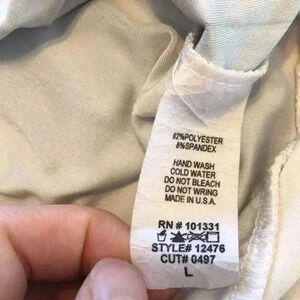 92%POLYESTER
8%SPANDEX
HAND WASH
COLD WATER
DO NOT BLEACH
DO NOT WRING
MADE IN U.S.A.
RN # 101331
STYLE# 12476
CUT# 0497
L